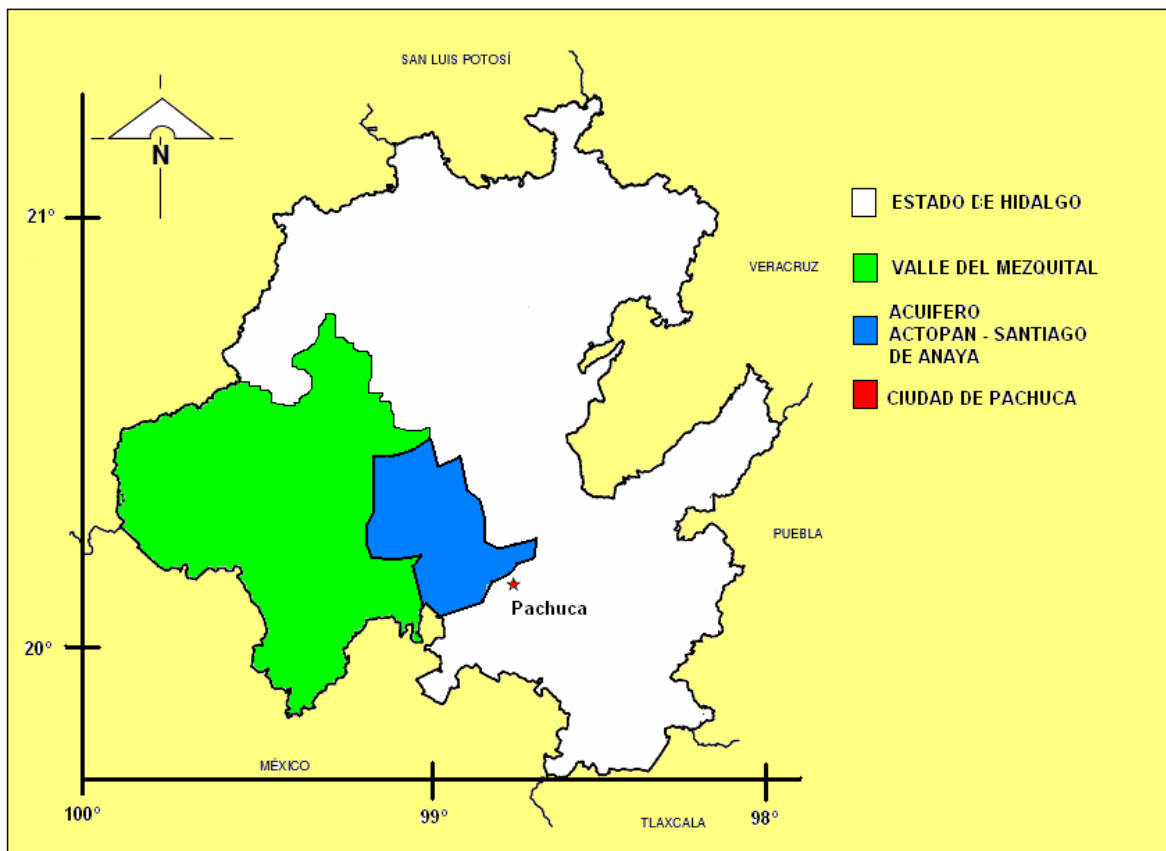 SAN LUIS POTOSÍ
N
21°
ESTADO DE HIDALGO
VALLE DEL MEZQUITAL
VERACRUZ
ACUIFERO
ACTOPAN - SANTIAGO
DE ANAYA
CIUDAD DE PACHUCA
PUEBLA
Pachuca
20°
MÉXICO
100°
99°
98°
TLAXCALA